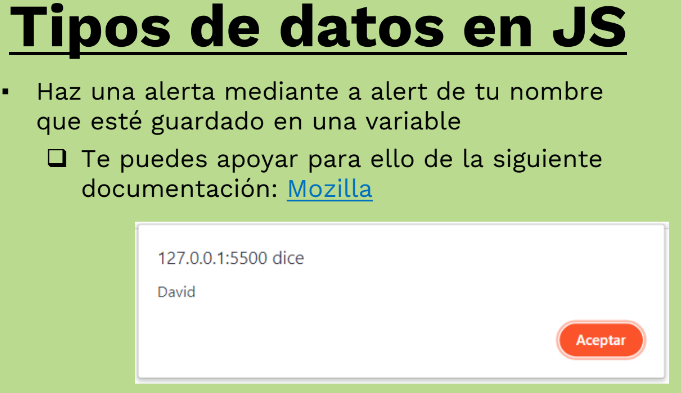 Tipos de datos en JS
▪ Haz una alerta mediante a alert de tu nombre
que esté guardado en una variable
❑ Te puedes apoyar para ello de la siguiente
documentación: Mozilla
127.0.0.1:5500 dice
David
Aceptar